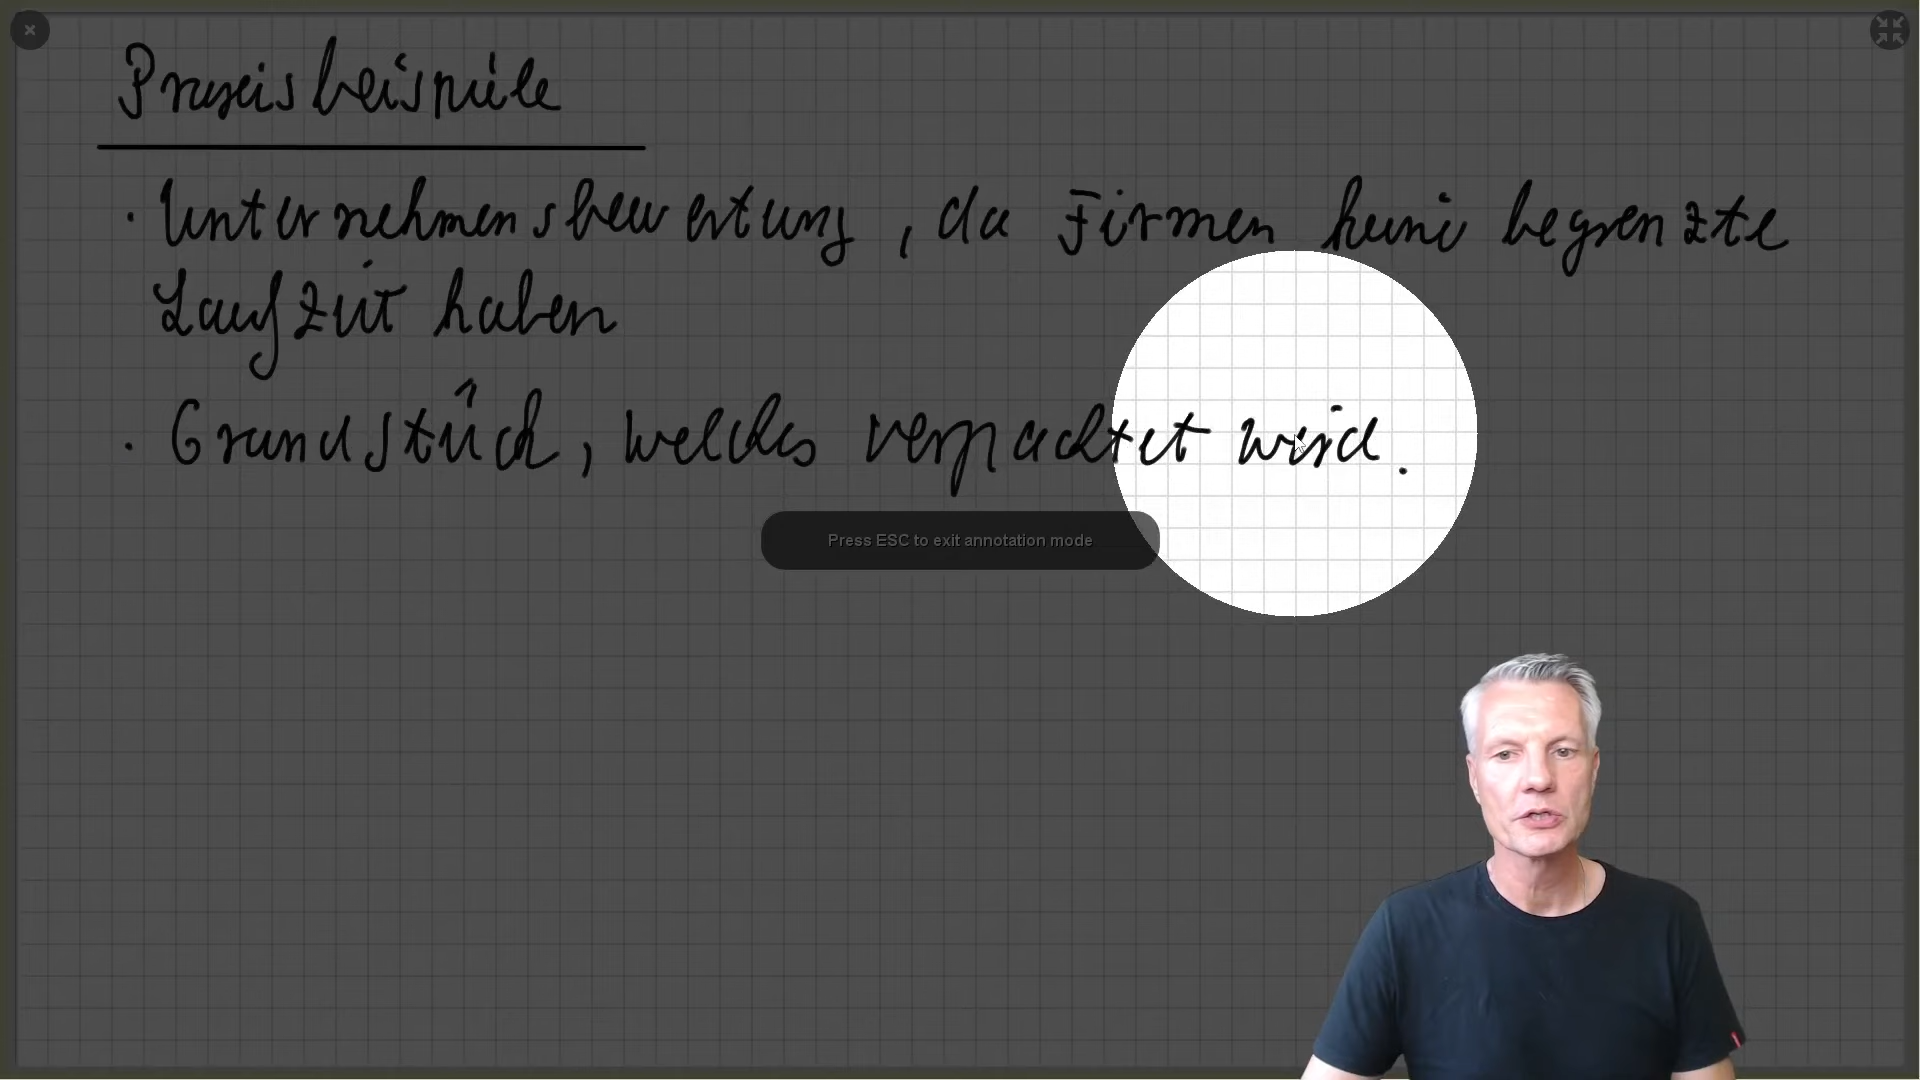 Praxisbeispiele
· Unternehmensbewertung, da Firmen keine begrenzte
Laufzeit haben
· Grundstück, welches verpachtet wird.
Press ESC to exit annotation mode